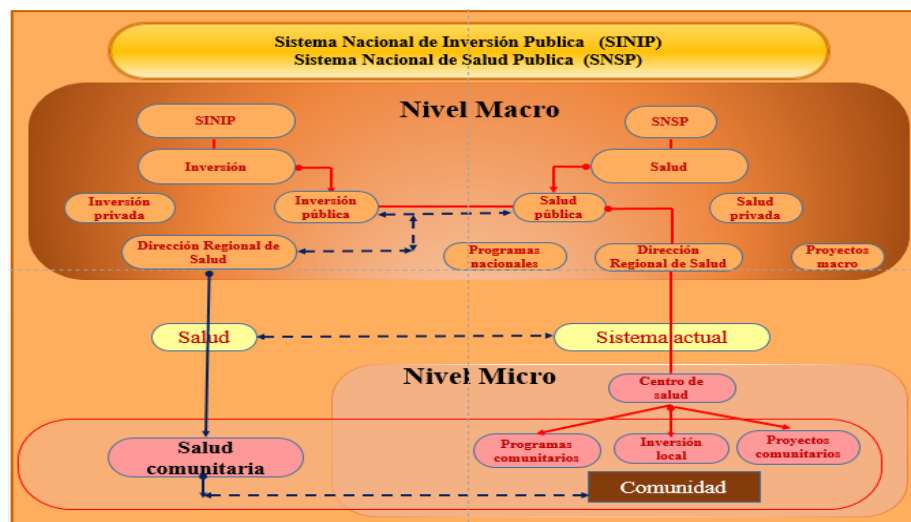 Sistema Nacional de Inversión Publica (SINIP)
Sistema Nacional de Salud Publica (SNSP)
Nivel Macro
SINIP
SNSP
Inversión
Salud
Inversión
privada
Inversión
pública
Salud
pública
Salud
privada
Dirección Regional de
Salud
Programas
nacionales
Dirección
Regional de Salud
Proyectos
macro
Salud
Sistema actual
Nivel Micro
Centro de
salud
Salud
comunitaria
Programas
comunitarios
Inversión
local
Proyectos
comunitarios
Comunidad